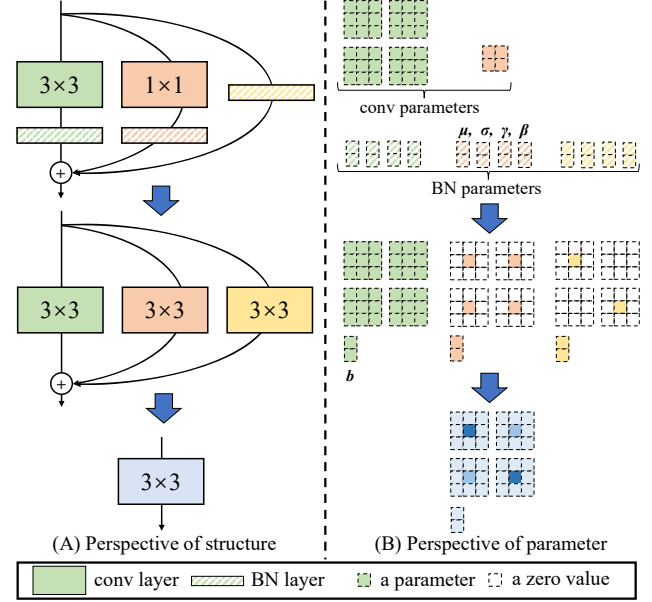 3×3
1×1
conv parameters
μ, σ, γ, β
+
BN parameters
3×3
3×3
3×3
+
b
3×3
(A) Perspective of structure
(B) Perspective of parameter
conv layer
BN layer
a parameter
a zero value